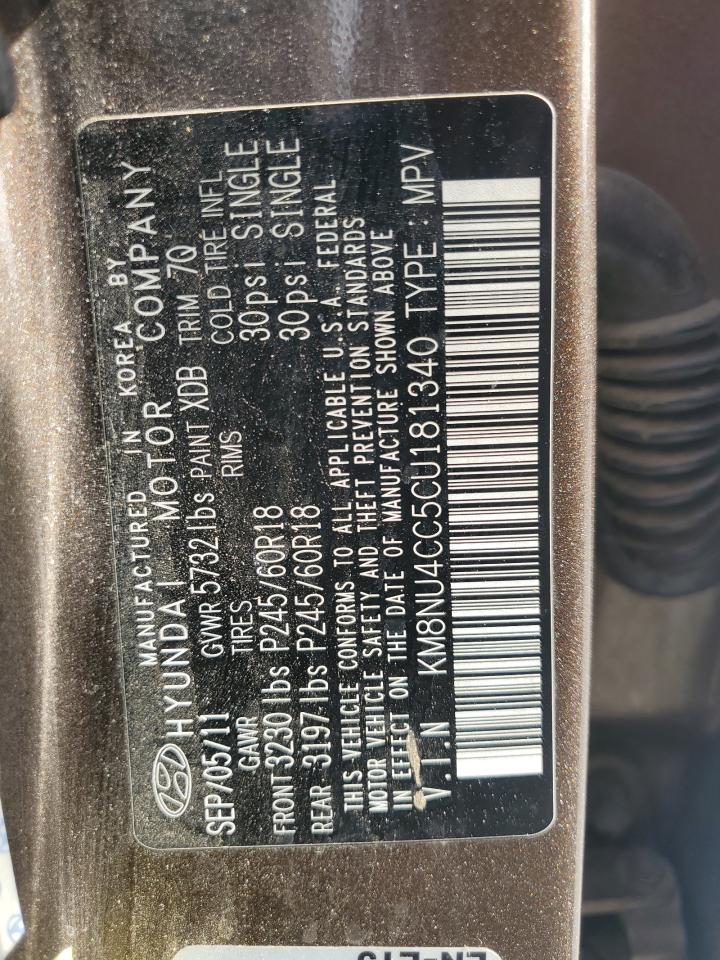 MANUFACTURED IN KOREA BY
HYUNDAI MOTOR COMPANY
SEP/05/11 GVWR 5732lbs PAINT XDB TRIM 7Q
GAWR TIRES RIMS COLD TIRE INFL
FRONT 3230 lbs P245/60R18 30psi SINGLE
REAR 3197 lbs P245/60R18 30psi SINGLE
THIS VEHICLE CONFORMS TO ALL APPLICABLE U.S.A. FEDERAL
MOTOR VEHICLE SAFETY AND THEFT PREVENTION STANDARDS
IN EFFECT ON THE DATE OF MANUFACTURE SHOWN ABOVE
V.I.N KM8NU4CC5CU181340 TYPE : MPV